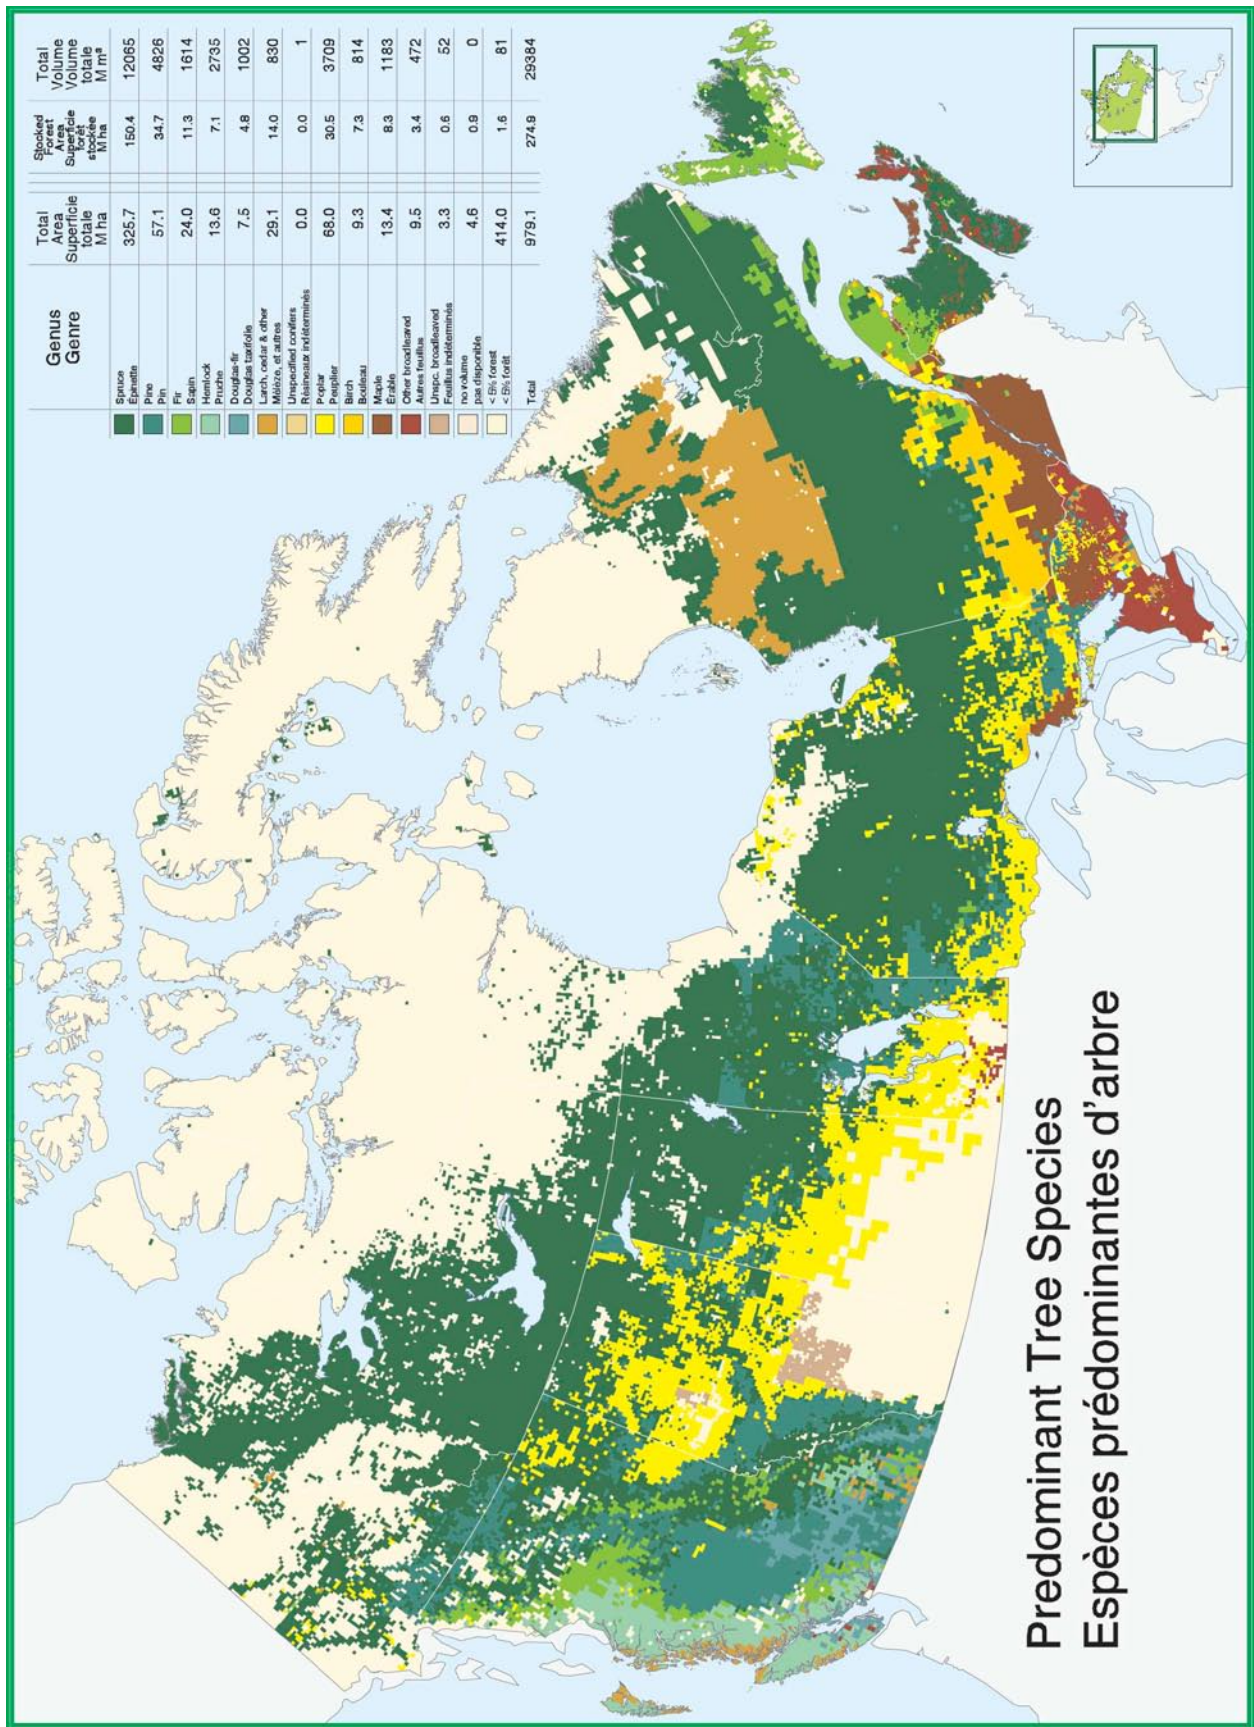 Genus
Genre
Total
Area
Superficie
totale
M ha
Stocked
Forest
Area
Superficie
forêt
stockée
M ha
Total
Volume
Volume
totale
M m³
Spruce
Épinette
325.7 150.4 12065
Pine
Pin
57.1 34.7 4826
Fir
Sapin
24.0 11.3 1614
Hemlock
Pruche
13.6 7.1 2735
Douglas-fir
Douglas taxifolie
7.5 4.8 1002
Larch, cedar & other
Mélèze, et autres
29.1 14.0 830
Unspecified conifers
Résineaux indéterminés
0.0 0.0 1
Poplar
Peuplier
68.0 30.5 3709
Birch
Bouleau
9.3 7.3 814
Maple
Érable
13.4 8.3 1183
Other broadleaved
Autres feuillus
9.5 3.4 472
Unspc. broadleaved
Feuillus indéterminés
3.3 0.6 52
no volume
pas disponible
4.6 0.9 0
< 5% forest
< 5% forêt
414.0 1.6 81
Total 979.1 274.9 29384
Predominant Tree Species
Espèces prédominantes d'arbre